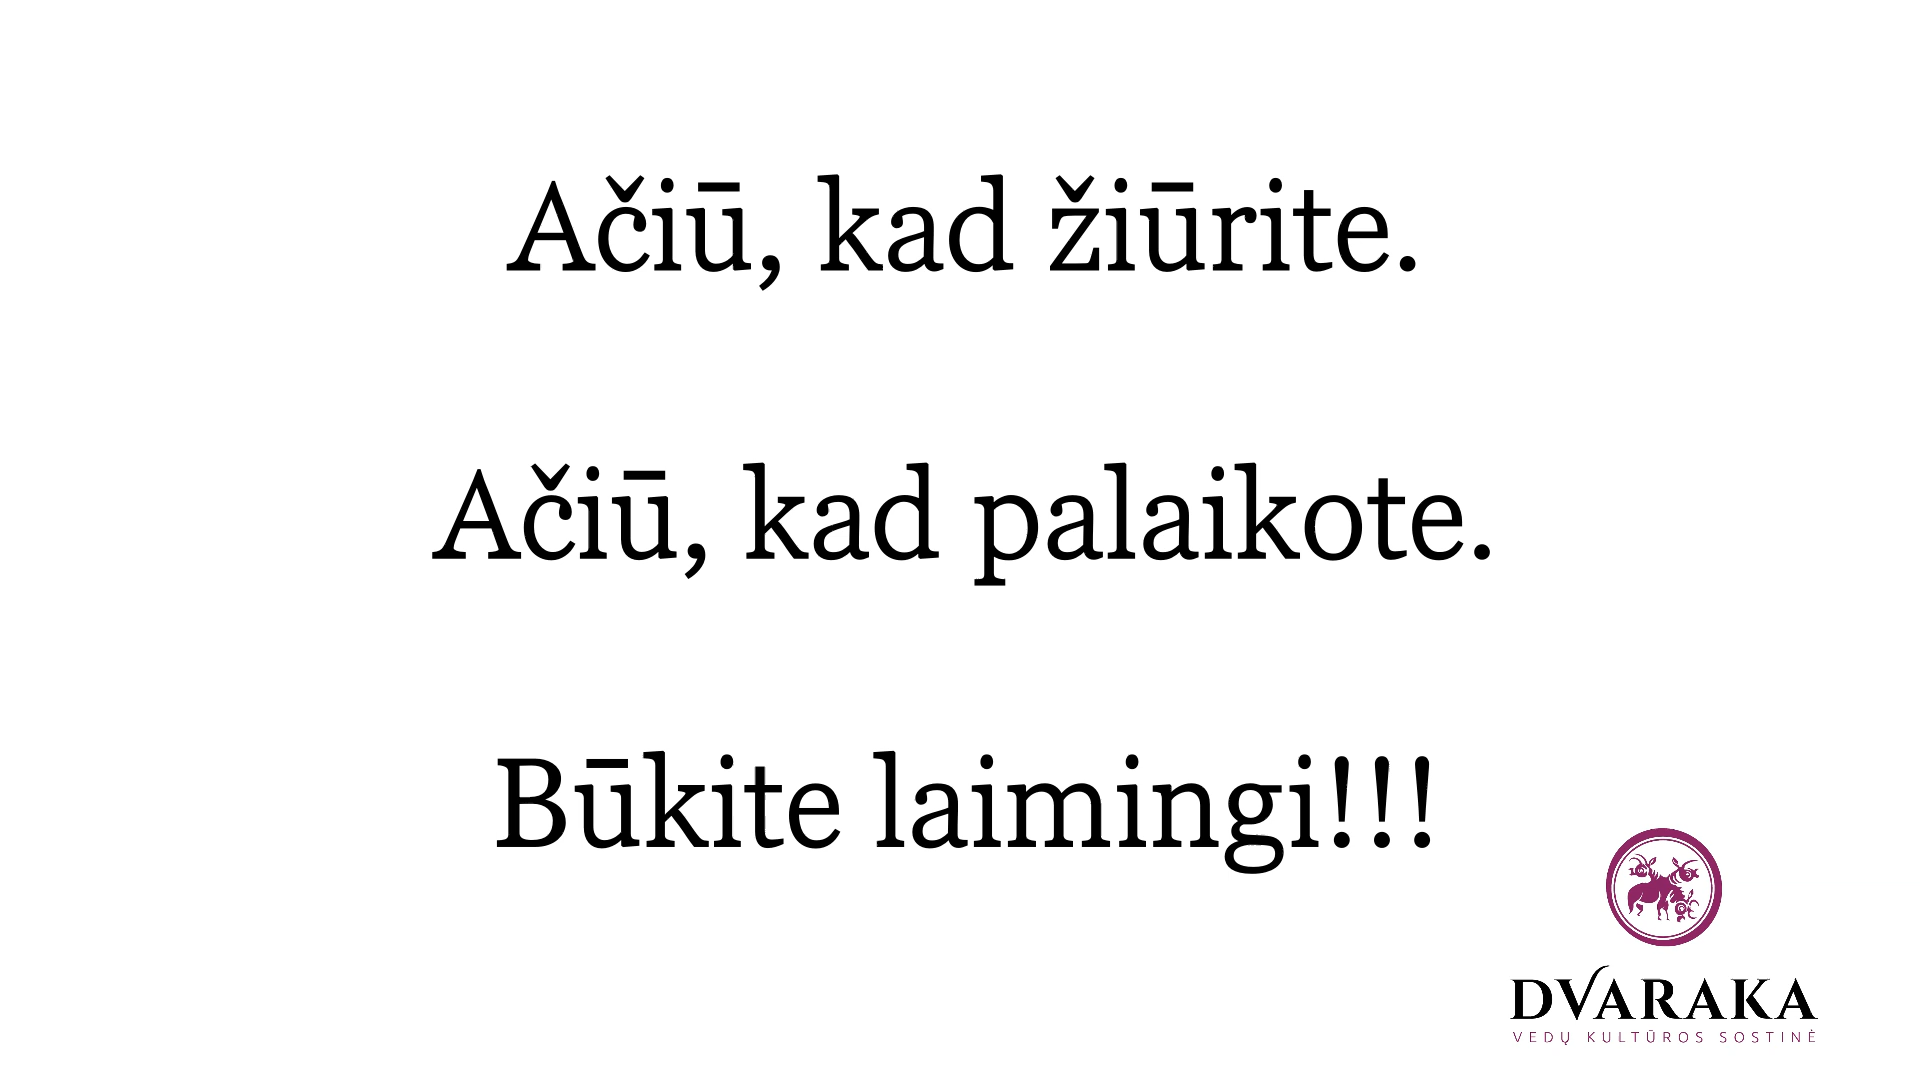 Ačiū, kad žiūrite.
Ačiū, kad palaikote.
Būkite laimingi!!!
DVARAKA
VEDŲ KULTŪROS SOSTINĖ